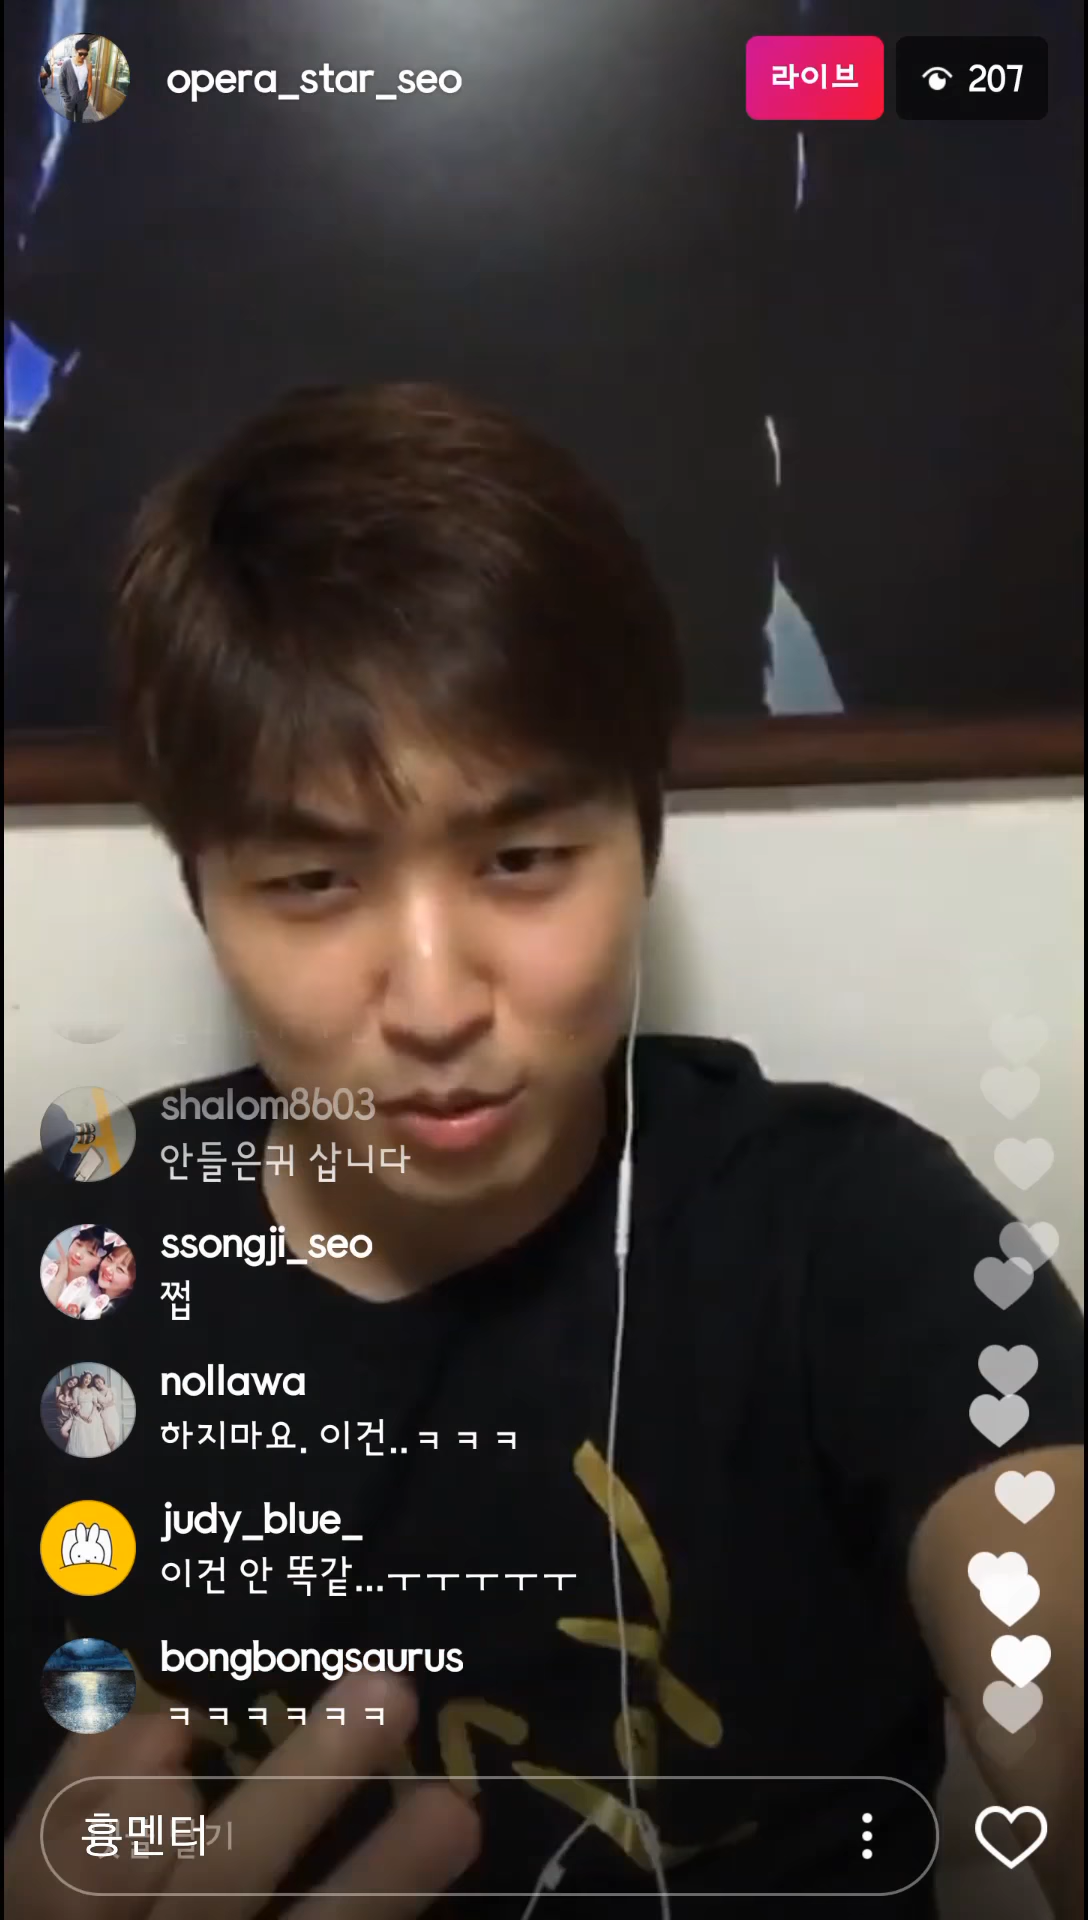 opera_star_seo
라이브
207
shalom8603
안들은귀 삽니다
ssongji_seo
쩝
nollawa
하지마요. 이건..ㅋㅋㅋ
judy_blue_
이건 안 똑같...ㅜㅜㅜㅜㅜ
bongbongsaurus
ㅋㅋㅋㅋㅋㅋ
흉멘터